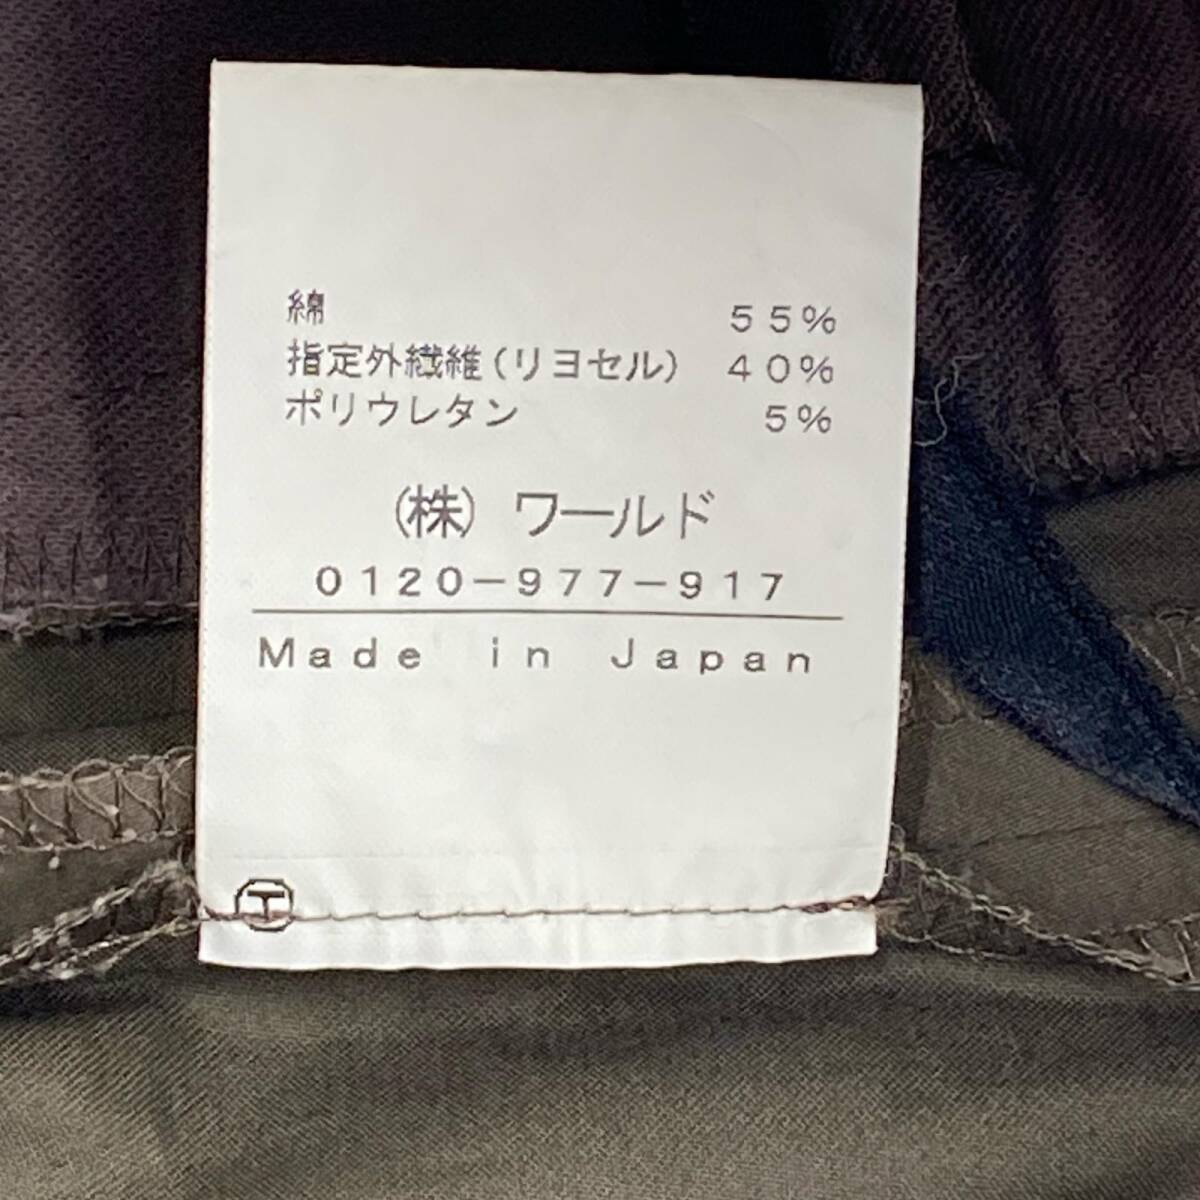 綿 55%
指定外繊維(リヨセル) 40%
ポリウレタン 5%
(株) ワールド
0120-977-917
Made in Japan
T